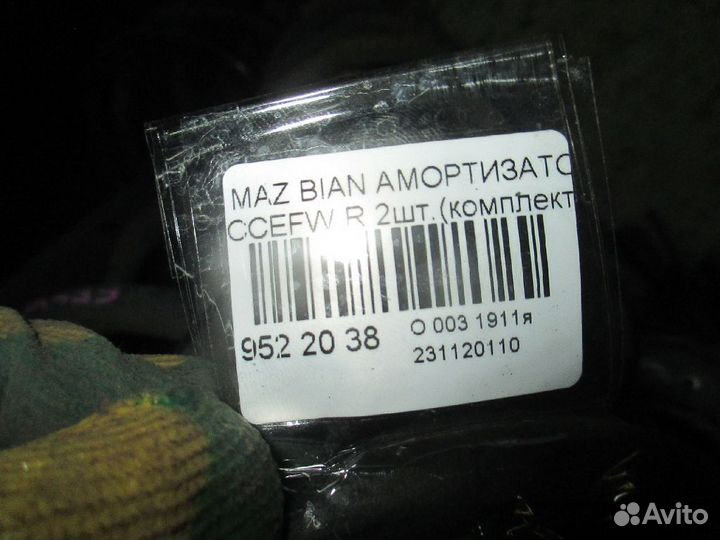 MAZ BIAN АМОРТИЗАТО
CCEFW R 2шт.(комплект
952 20 38
О 003 1911я
231120110
Avito